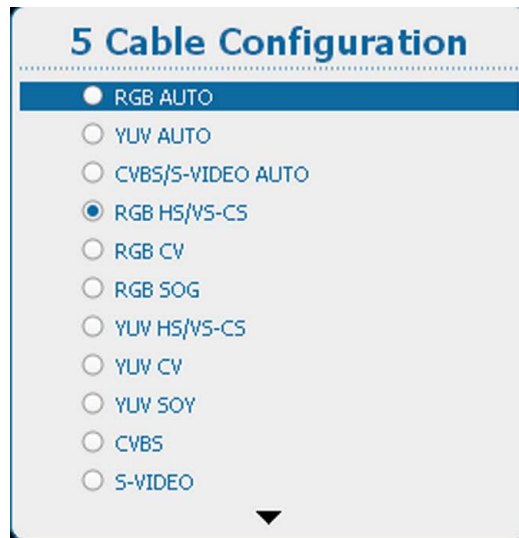 5 Cable Configuration
RGB AUTO
YUV AUTO
CVBS/S-VIDEO AUTO
RGB HS/VS-CS
RGB CV
RGB SOG
YUV HS/VS-CS
YUV CV
YUV SOY
CVBS
S-VIDEO